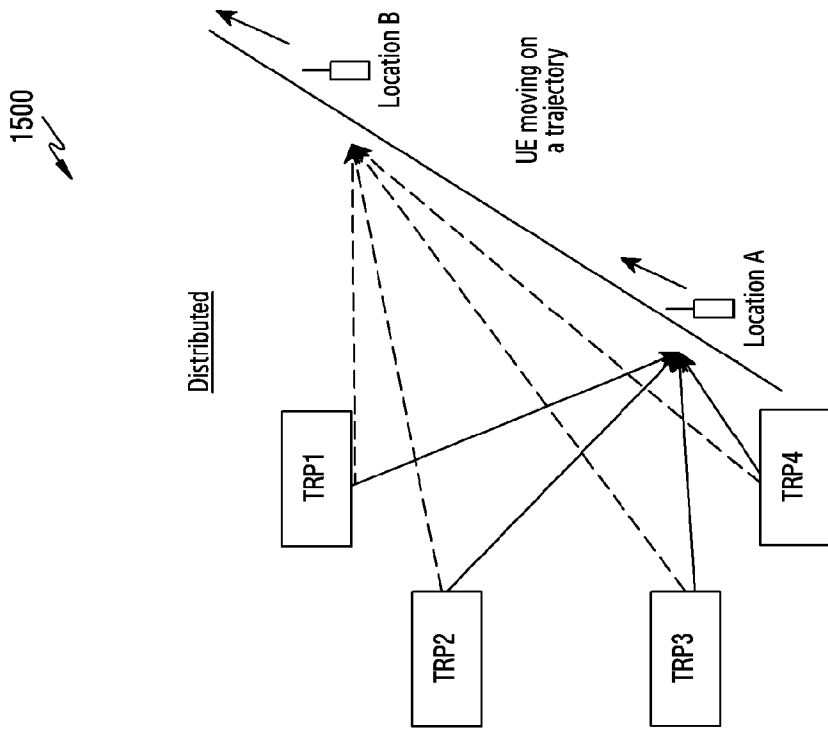 1500
Distributed
TRP1
TRP2
TRP3
TRP4
Location B
UE moving on
a trajectory
Location A